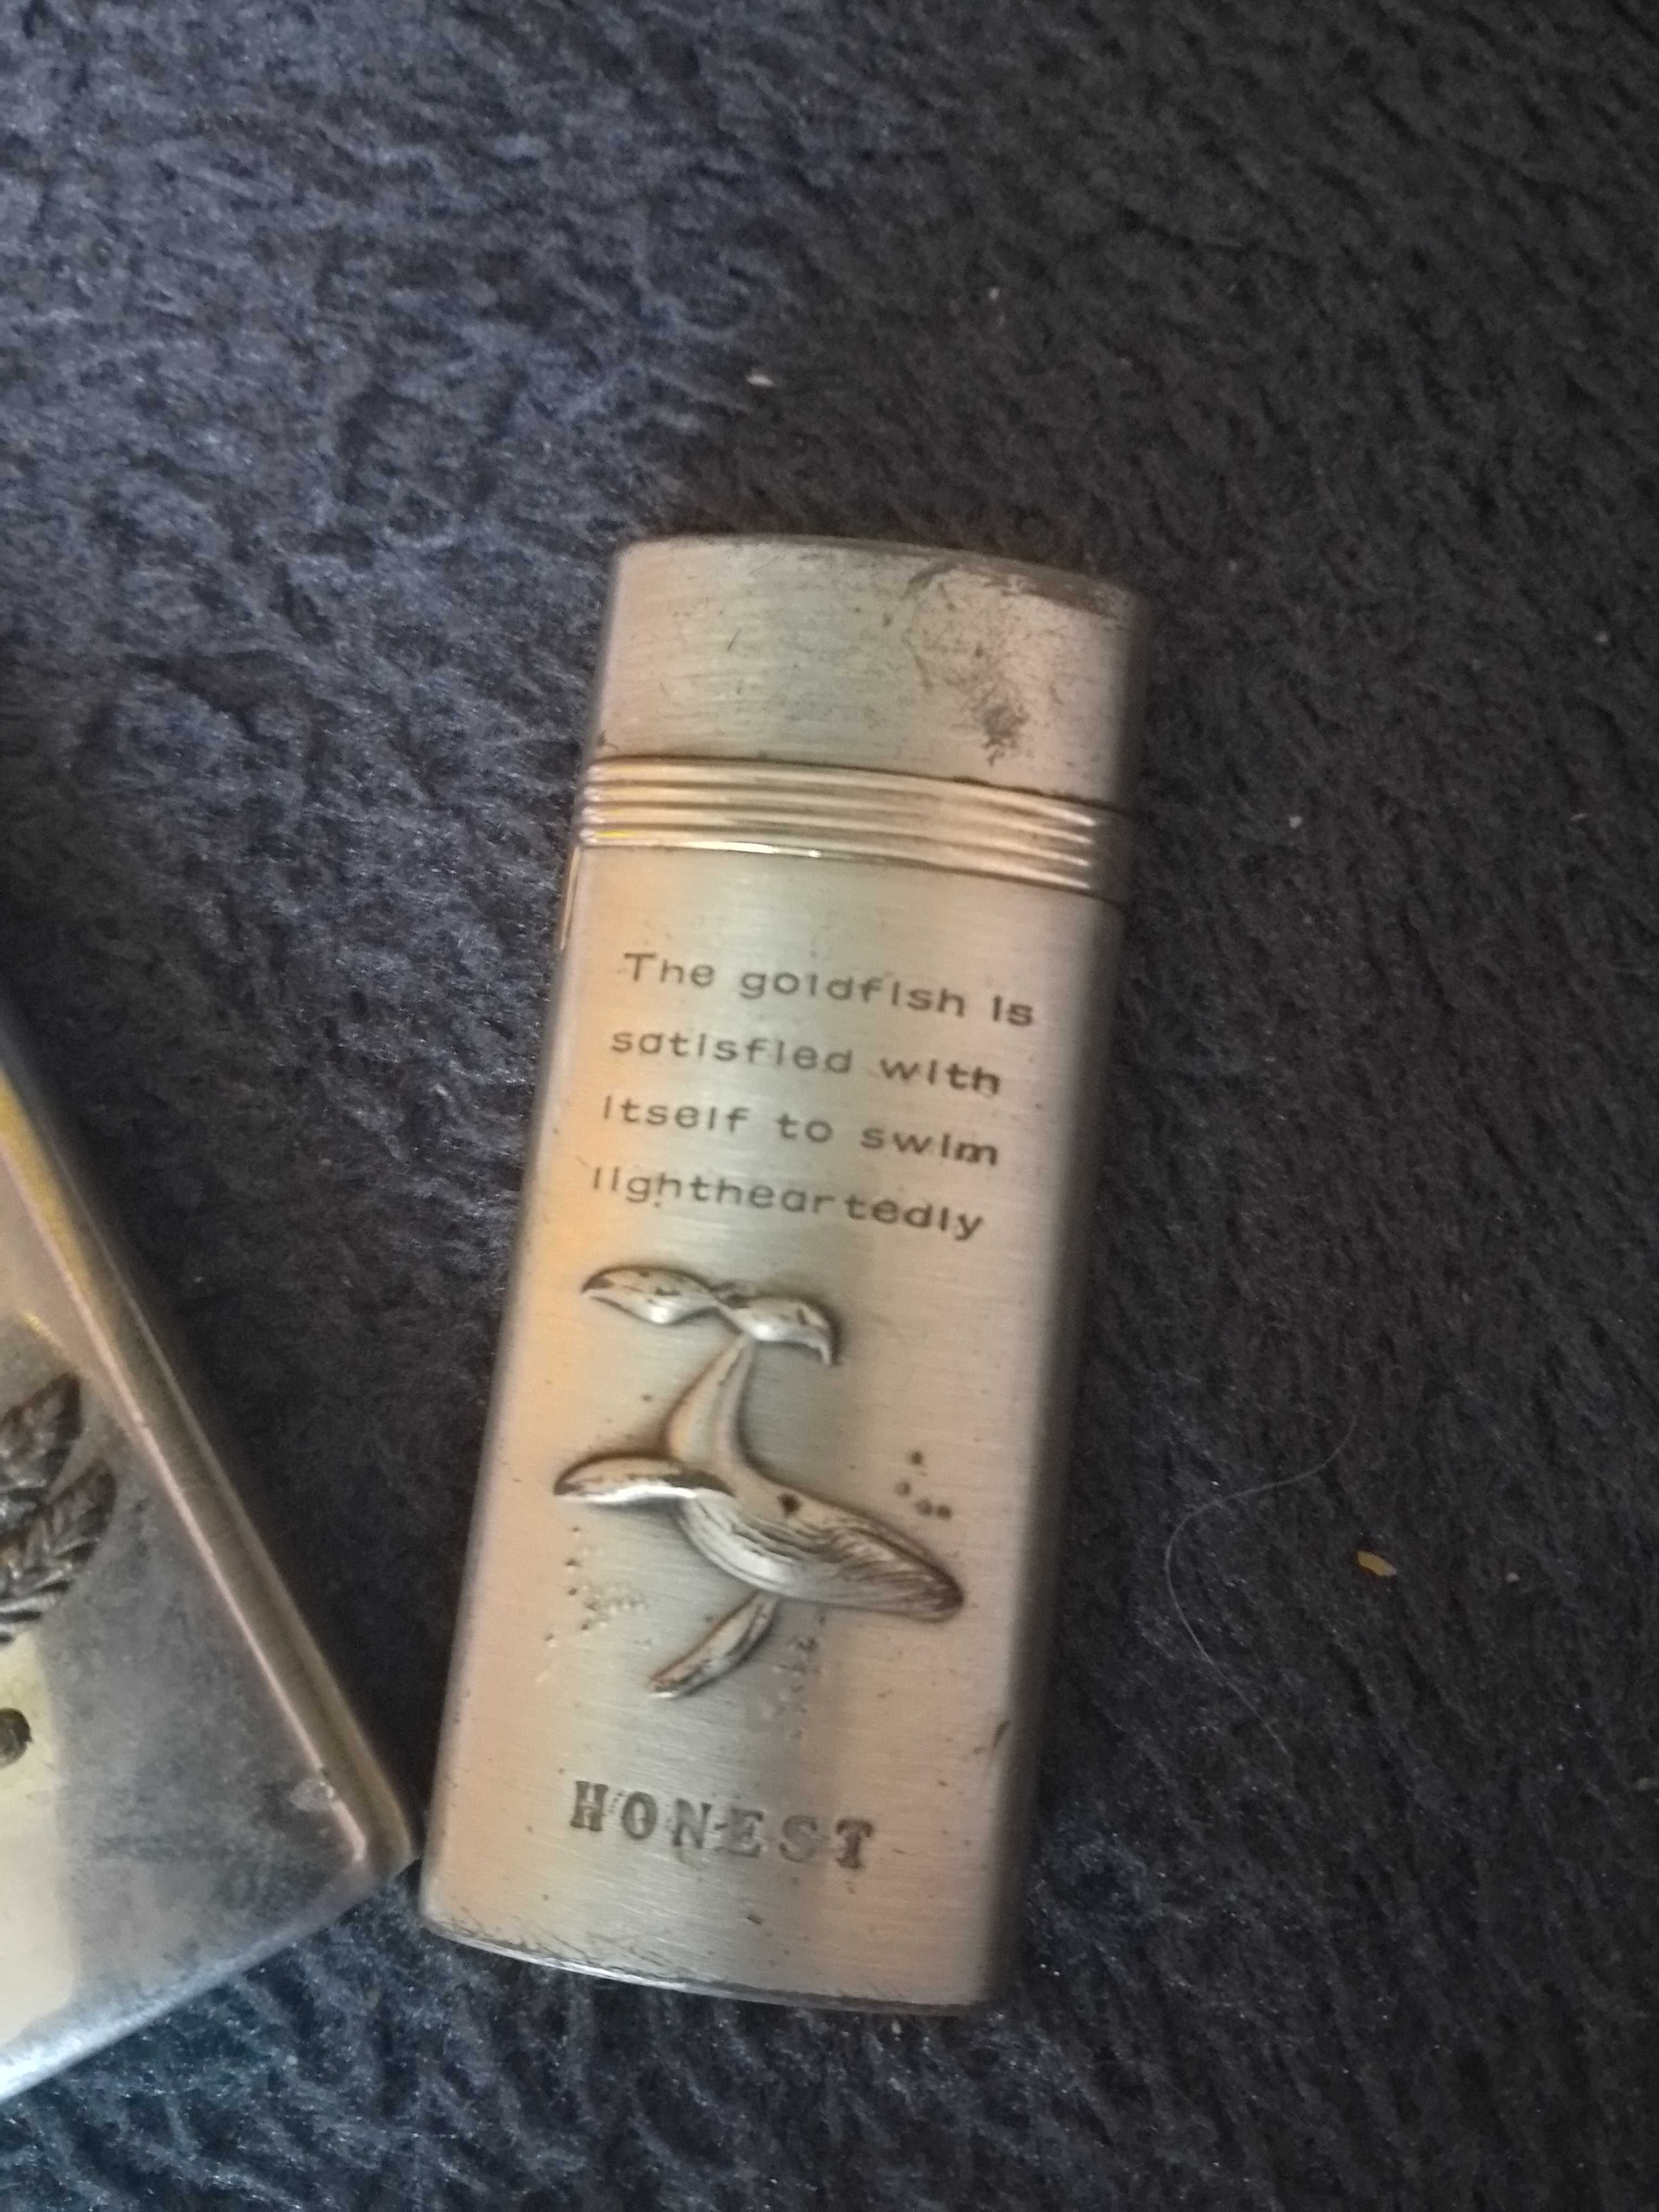 The goldfish is
satisfied with
itself to swim
lightheartedly
HONEST